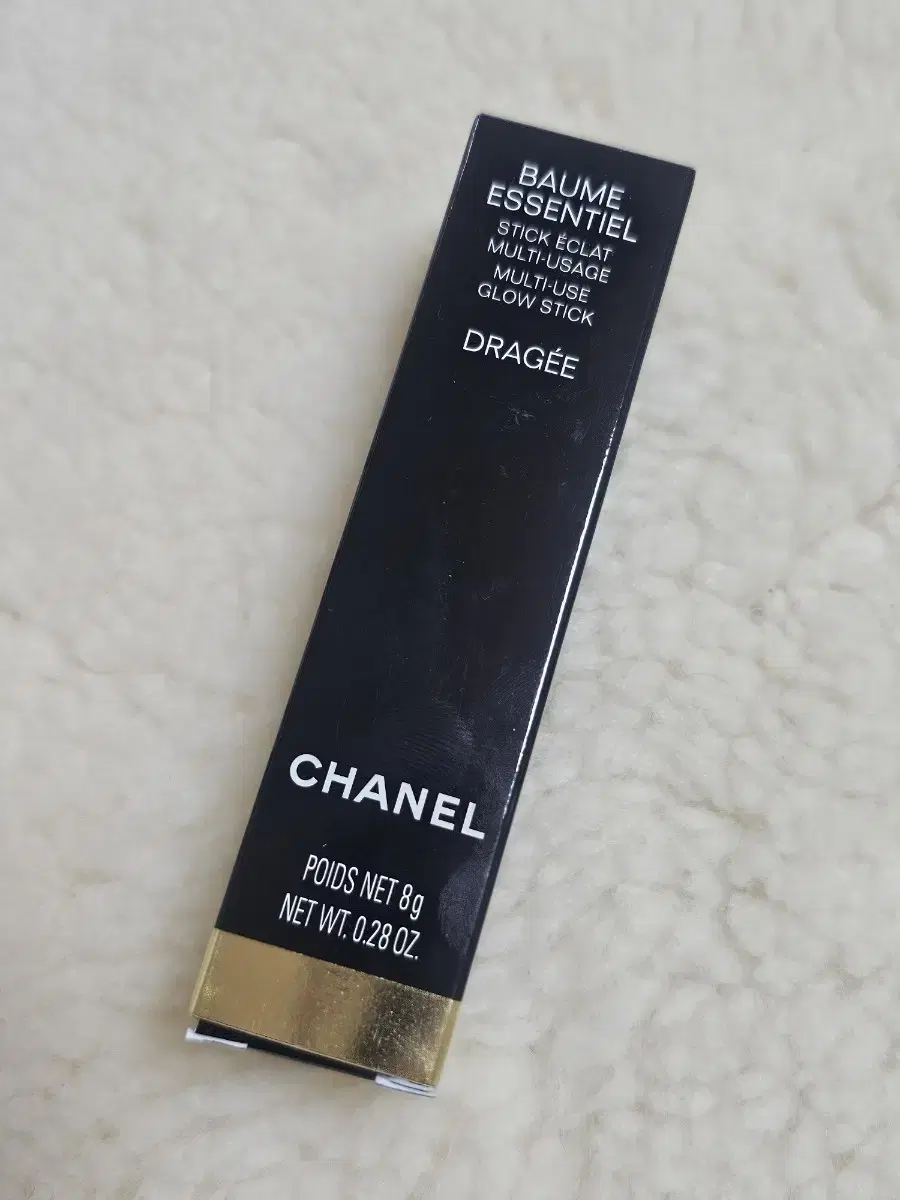 BAUME
ESSENTIEL
STICK ÉCLAT
MULTI-USAGE
MULTI-USE
GLOW STICK
DRAGÉE
CHANEL
POIDS NET 8g
NET WT. 0.28 OZ.